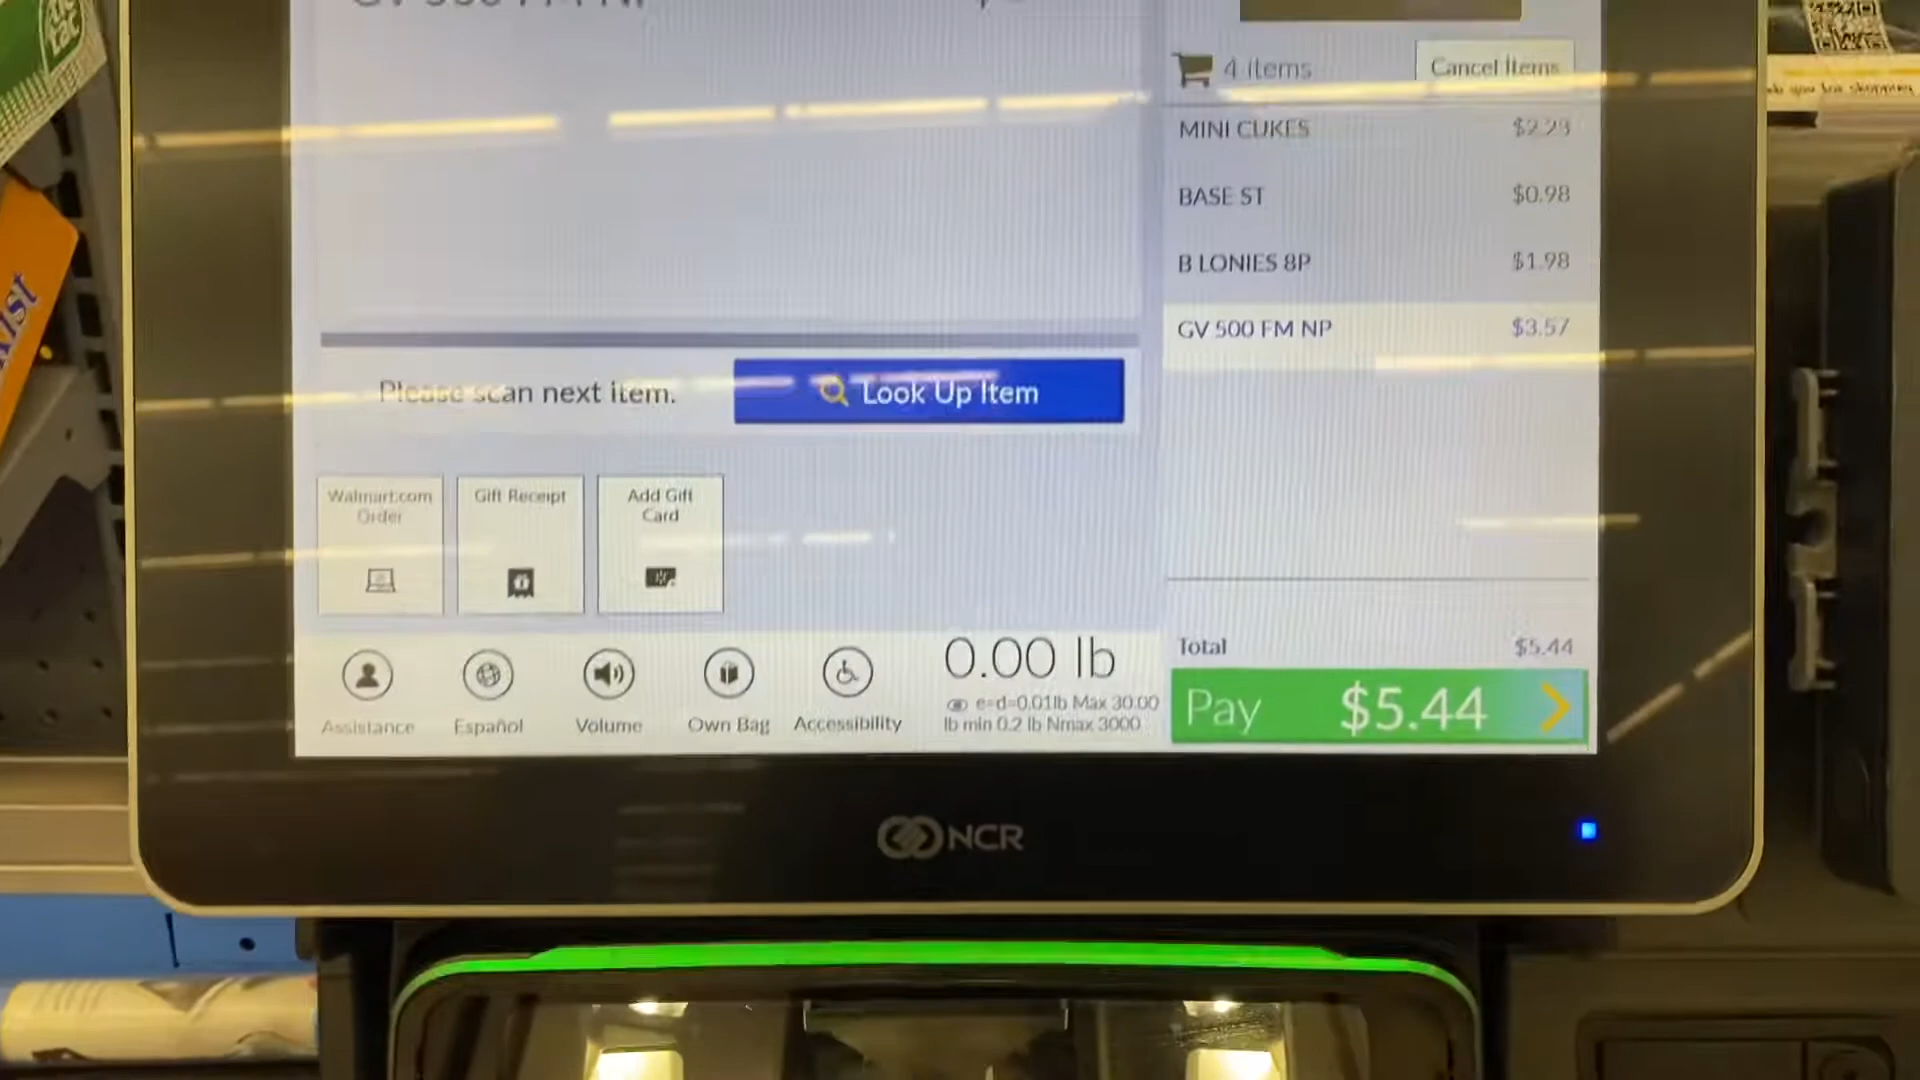 4 items
Cancel Items
MINI CUKES $2.23
BASE ST $0.98
B LONIES 8P $1.98
GV 500 FM NP $3.57
Please scan next item.
Look Up Item
Walmart.com
Order
Gift Receipt
Add Gift
Card
Total $5.44
Pay $5.44
0.00 lb
e=d=0.01lb Max 30.00
lb min 0.2 lb Nmax 3000
Assistance
Español
Volume
Own Bag
Accessibility
NCR